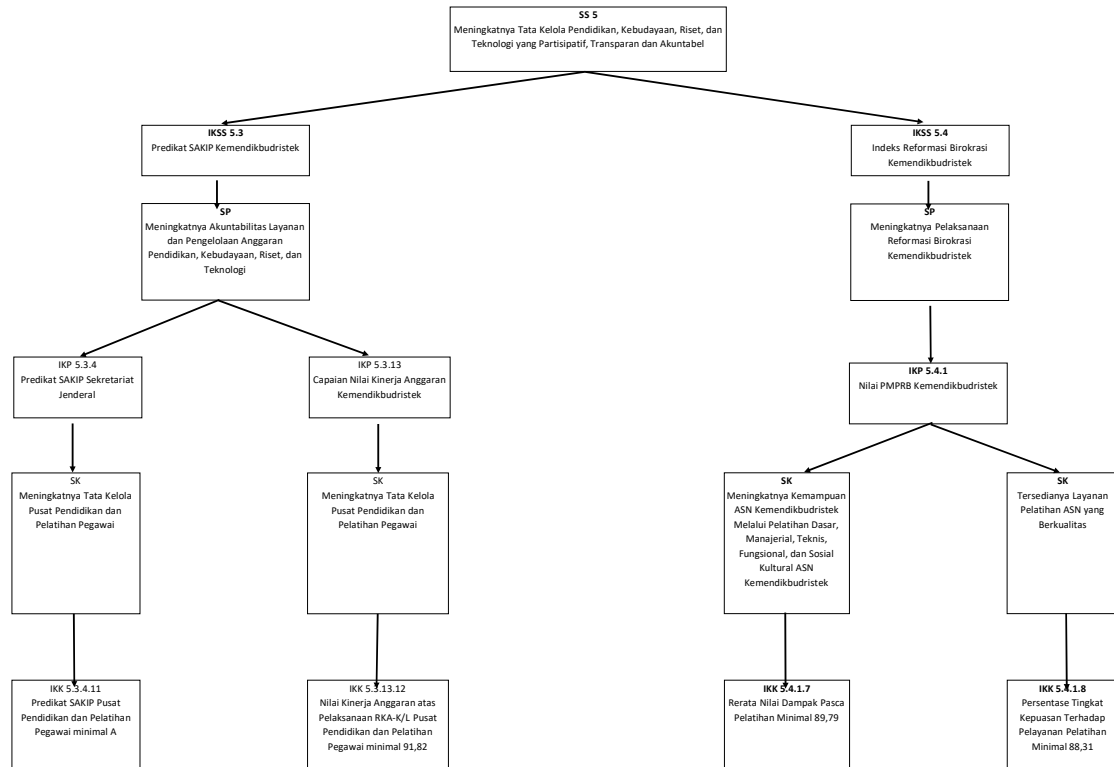 SS 5
Meningkatnya Tata Kelola Pendidikan, Kebudayaan, Riset, dan
Teknologi yang Partisipatif, Transparan dan Akuntabel
IKSS 5.3
Predikat SAKIP Kemendikbudristek
IKSS 5.4
Indeks Reformasi Birokrasi
Kemendikbudristek
SP
Meningkatnya Akuntabilitas Layanan
dan Pengelolaan Anggaran
Pendidikan, Kebudayaan, Riset, dan
Teknologi
SP
Meningkatnya Pelaksanaan
Reformasi Birokrasi
Kemendikbudristek
IKP 5.3.4
Predikat SAKIP Sekretariat
Jenderal
IKP 5.3.13
Capaian Nilai Kinerja Anggaran
Kemendikbudristek
IKP 5.4.1
Nilai PMPRB Kemendikbudristek
SK
Meningkatnya Tata Kelola
Pusat Pendidikan dan
Pelatihan Pegawai
SK
Meningkatnya Tata Kelola
Pusat Pendidikan dan
Pelatihan Pegawai
SK
Meningkatnya Kemampuan
ASN Kemendikbudristek
Melalui Pelatihan Dasar,
Manajerial, Teknis,
Fungsional, dan Sosial
Kultural ASN
Kemendikbudristek
SK
Tersedianya Layanan
Pelatihan ASN yang
Berkualitas
IKK 5.3.4.11
Predikat SAKIP Pusat
Pendidikan dan Pelatihan
Pegawai minimal A
IKK 5.3.13.12
Nilai Kinerja Anggaran atas
Pelaksanaan RKA-K/L Pusat
Pendidikan dan Pelatihan
Pegawai minimal 91,82
IKK 5.4.1.7
Rerata Nilai Dampak Pasca
Pelatihan Minimal 89,79
IKK 5.4.1.8
Persentase Tingkat
Kepuasan Terhadap
Pelayanan Pelatihan
Minimal 88,31